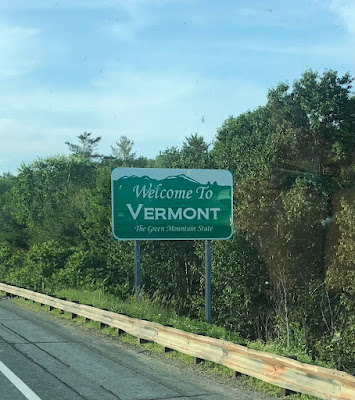 Welcome To
VERMONT
The Green Mountain State